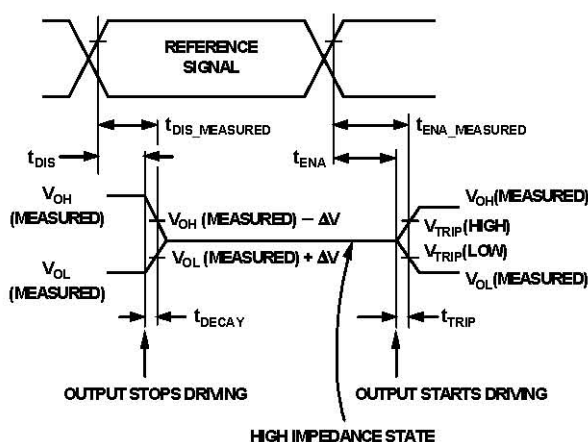 REFERENCE
SIGNAL
tDIS_MEASURED
tENA_MEASURED
tDIS
tENA
VOH
(MEASURED)
VOH (MEASURED) – ΔV
VOH(MEASURED)
VTRIP(HIGH)
VTRIP(LOW)
VOL (MEASURED) + ΔV
VOL
(MEASURED)
VOL(MEASURED)
tDECAY
tTRIP
OUTPUT STOPS DRIVING
OUTPUT STARTS DRIVING
HIGH IMPEDANCE STATE